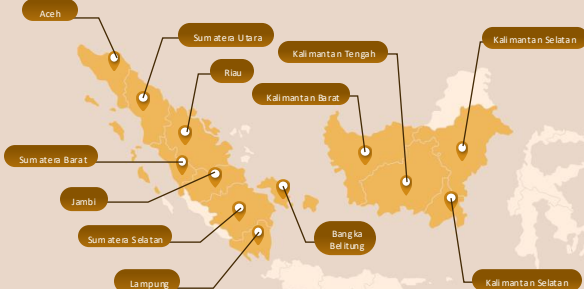 Aceh
Sumatera Utara
Kalimantan Selatan
Kalimantan Tengah
Riau
Kalimantan Barat
Sumatera Barat
Jambi
Sumatera Selatan
Bangka
Belitung
Lampung
Kalimantan Selatan